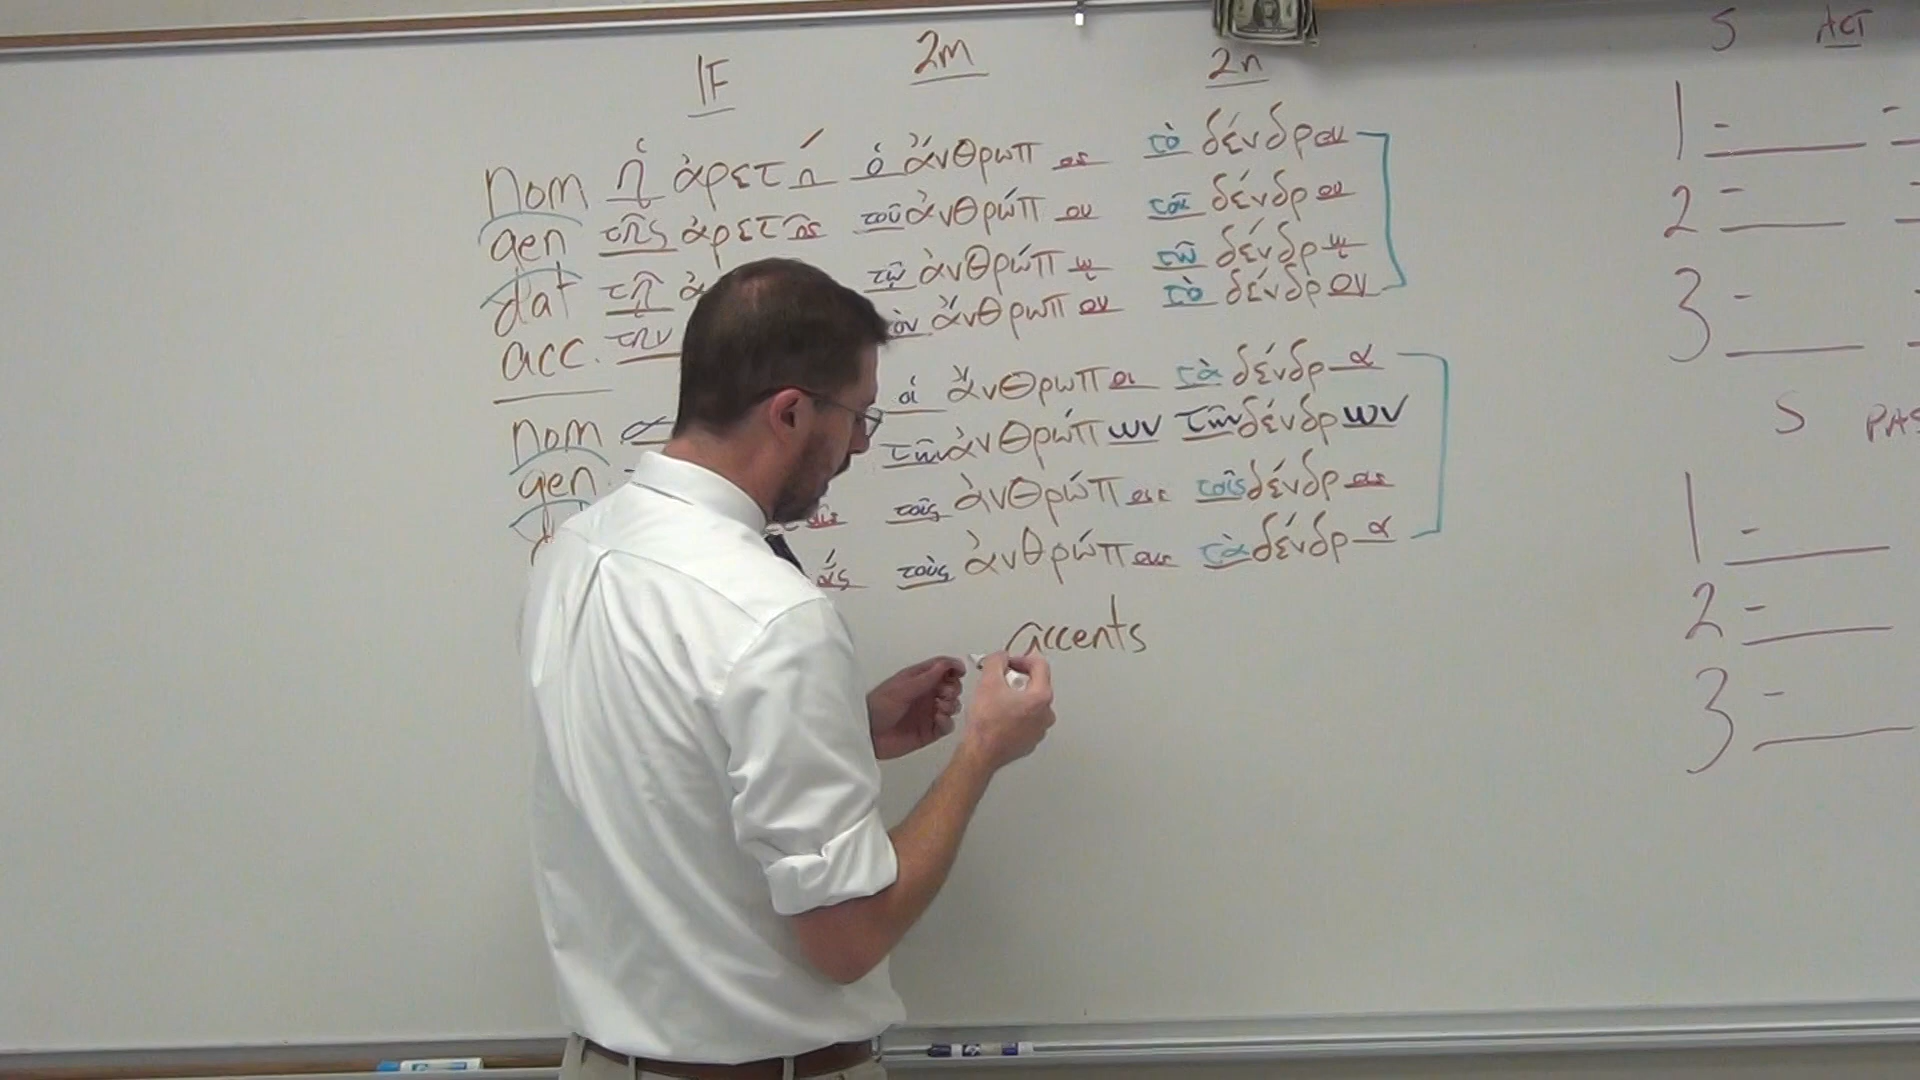 1F 2m 2n
nom ἡ ἀρετή ὁ ἄνθρωπος τὸ δένδρον
gen τῆς ἀρετῆς τοῦ ἀνθρώπου τοῦ δένδρου
dat τῇ τῷ ἀνθρώπῳ τῷ δένδρῳ
acc. την ἄνθρωπον τὸ δένδρον
nom οἱ ἄνθρωποι τὰ δένδρα
gen. τῶν ἀνθρώπων τῶν δένδρων
τοῖς ἀνθρώποις τοῖς δένδροις
τοὺς ἀνθρώπους τὰ δένδρα
accents
S ACT
1 -
2 -
3 -
S PAS
1 -
2 -
3 -